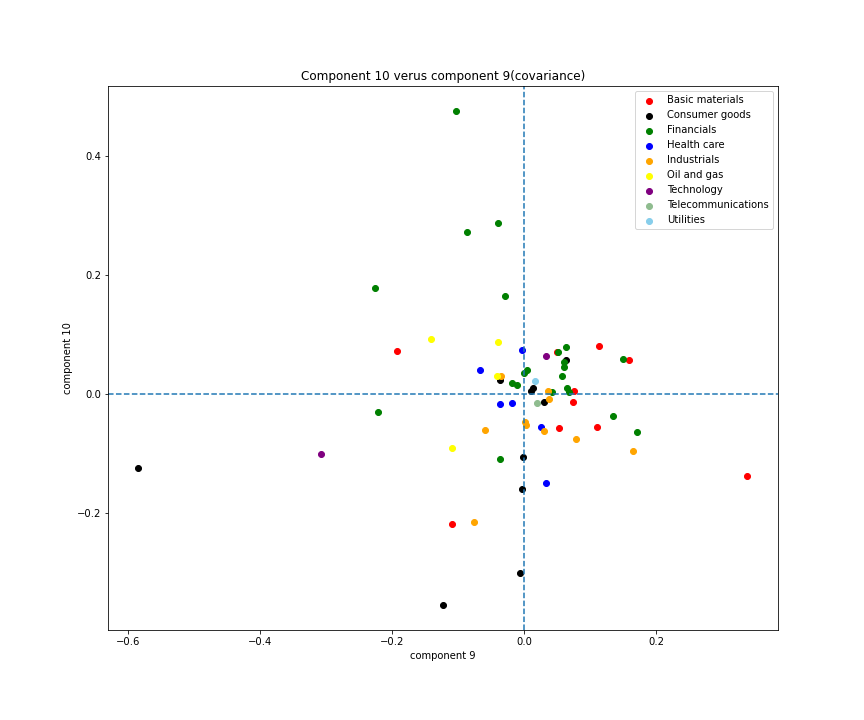 Component 10 verus component 9(covariance)
Basic materials
Consumer goods
Financials
Health care
Industrials
Oil and gas
Technology
Telecommunications
Utilities
component 10
0.4
0.2
0.0
−0.2
−0.6
−0.4
−0.2
0.0
0.2
component 9